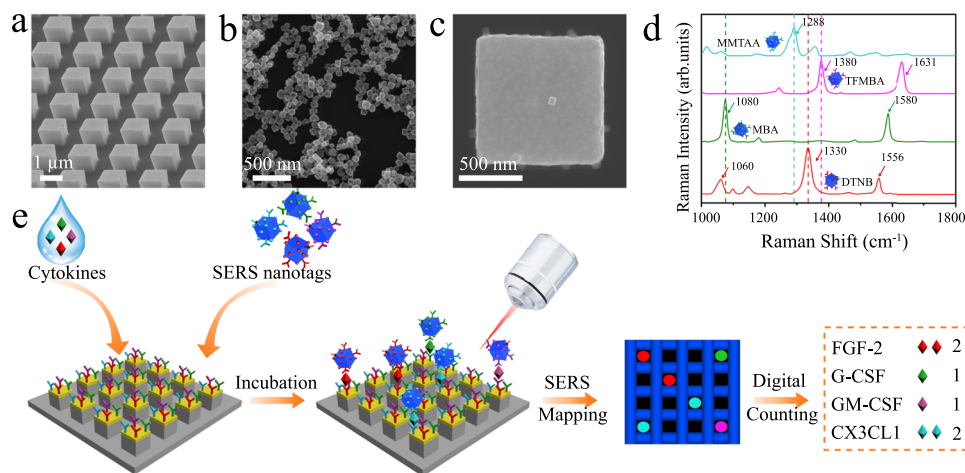 a
b
c
d
1 µm
500 nm
500 nm
Raman Intensity (arb.units)
MMTAA
1288
1380
TFMBA
1631
1080
MBA
1580
1060
1330
DTNB
1556
1000 1200 1400 1600 1800
Raman Shift (cm⁻¹)
e
Cytokines
SERS nanotags
Incubation
SERS
Mapping
Digital
Counting
FGF-2 2
G-CSF 1
GM-CSF 1
CX3CL1 2